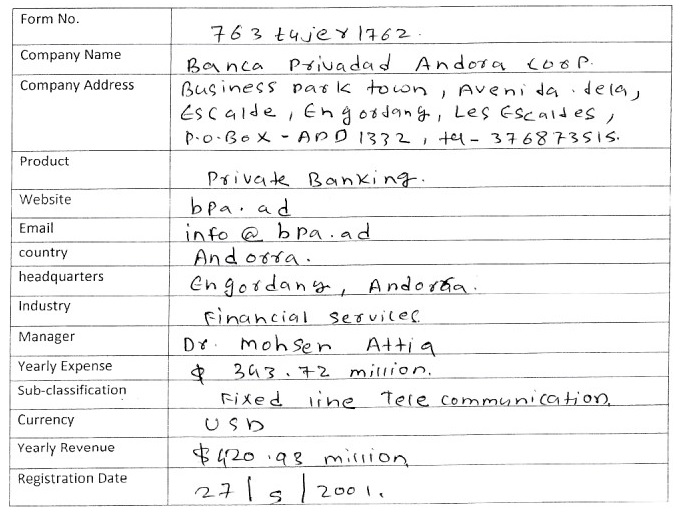 Form No. 763 tujer1762.
Company Name Banca Privadad Andora Corp.
Company Address Business park town, Avenida dela,
Escalde, Engordang, Les Escaldes,
P.O.Box - ADD 1332, tel - 376873515.
Product Private Banking.
Website bpa.ad
Email info@bpa.ad
country Andorra.
headquarters Engordany, Andorra.
Industry Financial Services
Manager Dr. Mohsen Attia
Yearly Expense $ 343.72 million.
Sub-classification Fixed line Tele communication.
Currency USD
Yearly Revenue $420.93 million
Registration Date 27/5/2001.